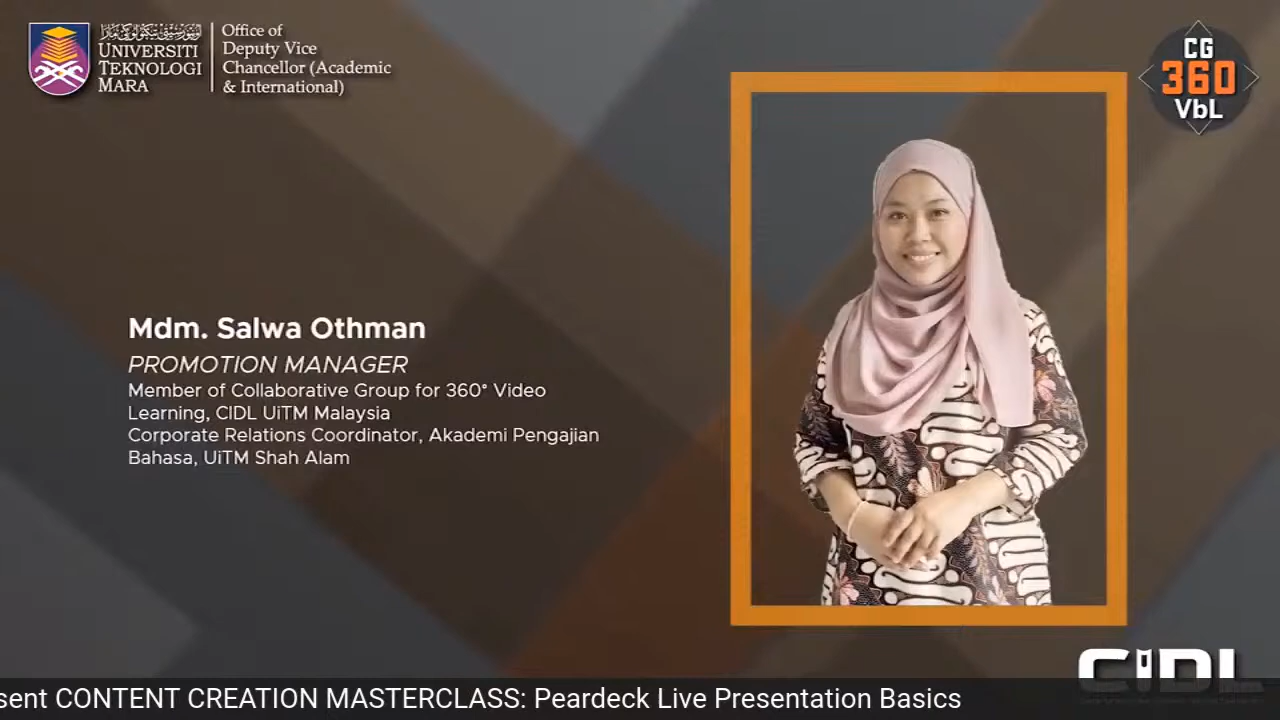 UNIVERSITI
TEKNOLOGI
MARA
Office of
Deputy Vice
Chancellor (Academic
& International)
CG
360
VbL
Mdm. Salwa Othman
PROMOTION MANAGER
Member of Collaborative Group for 360° Video
Learning, CIDL UiTM Malaysia
Corporate Relations Coordinator, Akademi Pengajian
Bahasa, UiTM Shah Alam
CIDL
sent CONTENT CREATION MASTERCLASS: Peardeck Live Presentation Basics